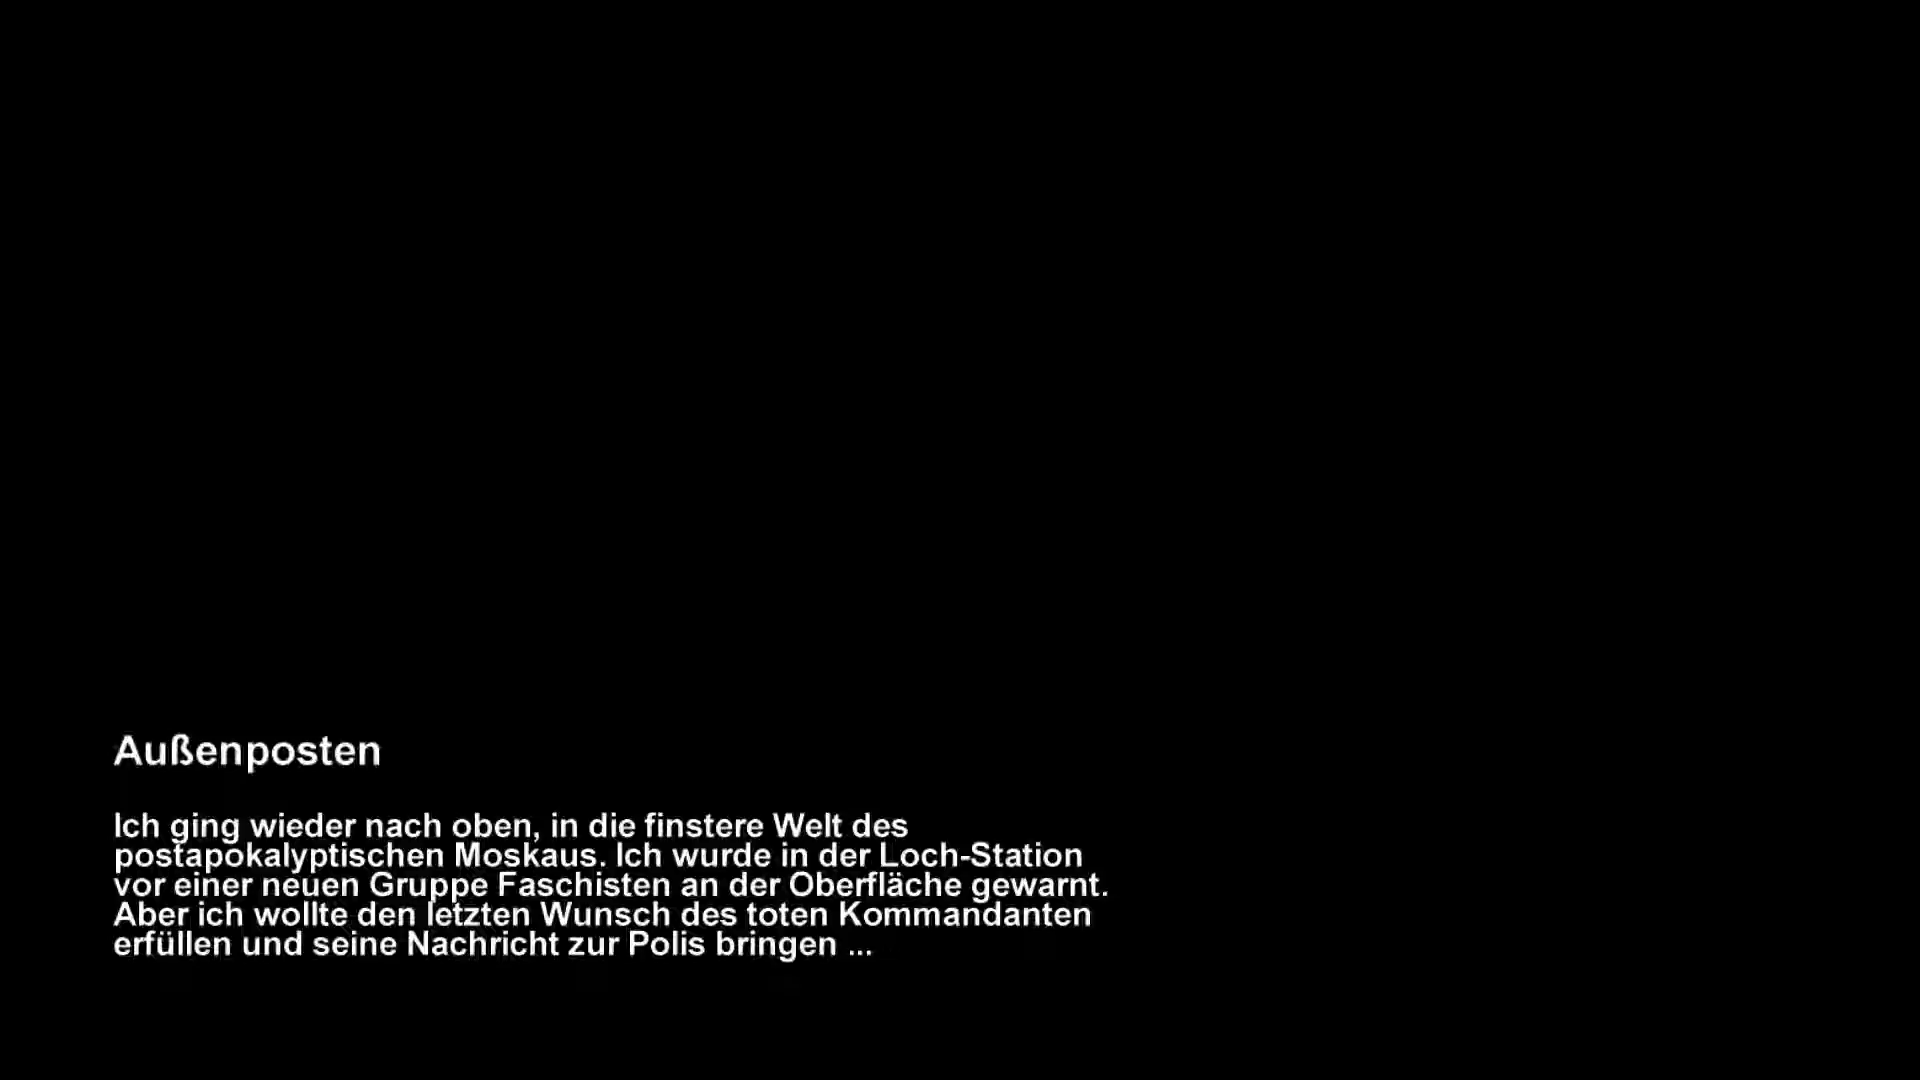 Außenposten
Ich ging wieder nach oben, in die finstere Welt des
postapokalyptischen Moskaus. Ich wurde in der Loch-Station
vor einer neuen Gruppe Faschisten an der Oberfläche gewarnt.
Aber ich wollte den letzten Wunsch des toten Kommandanten
erfüllen und seine Nachricht zur Polis bringen ...